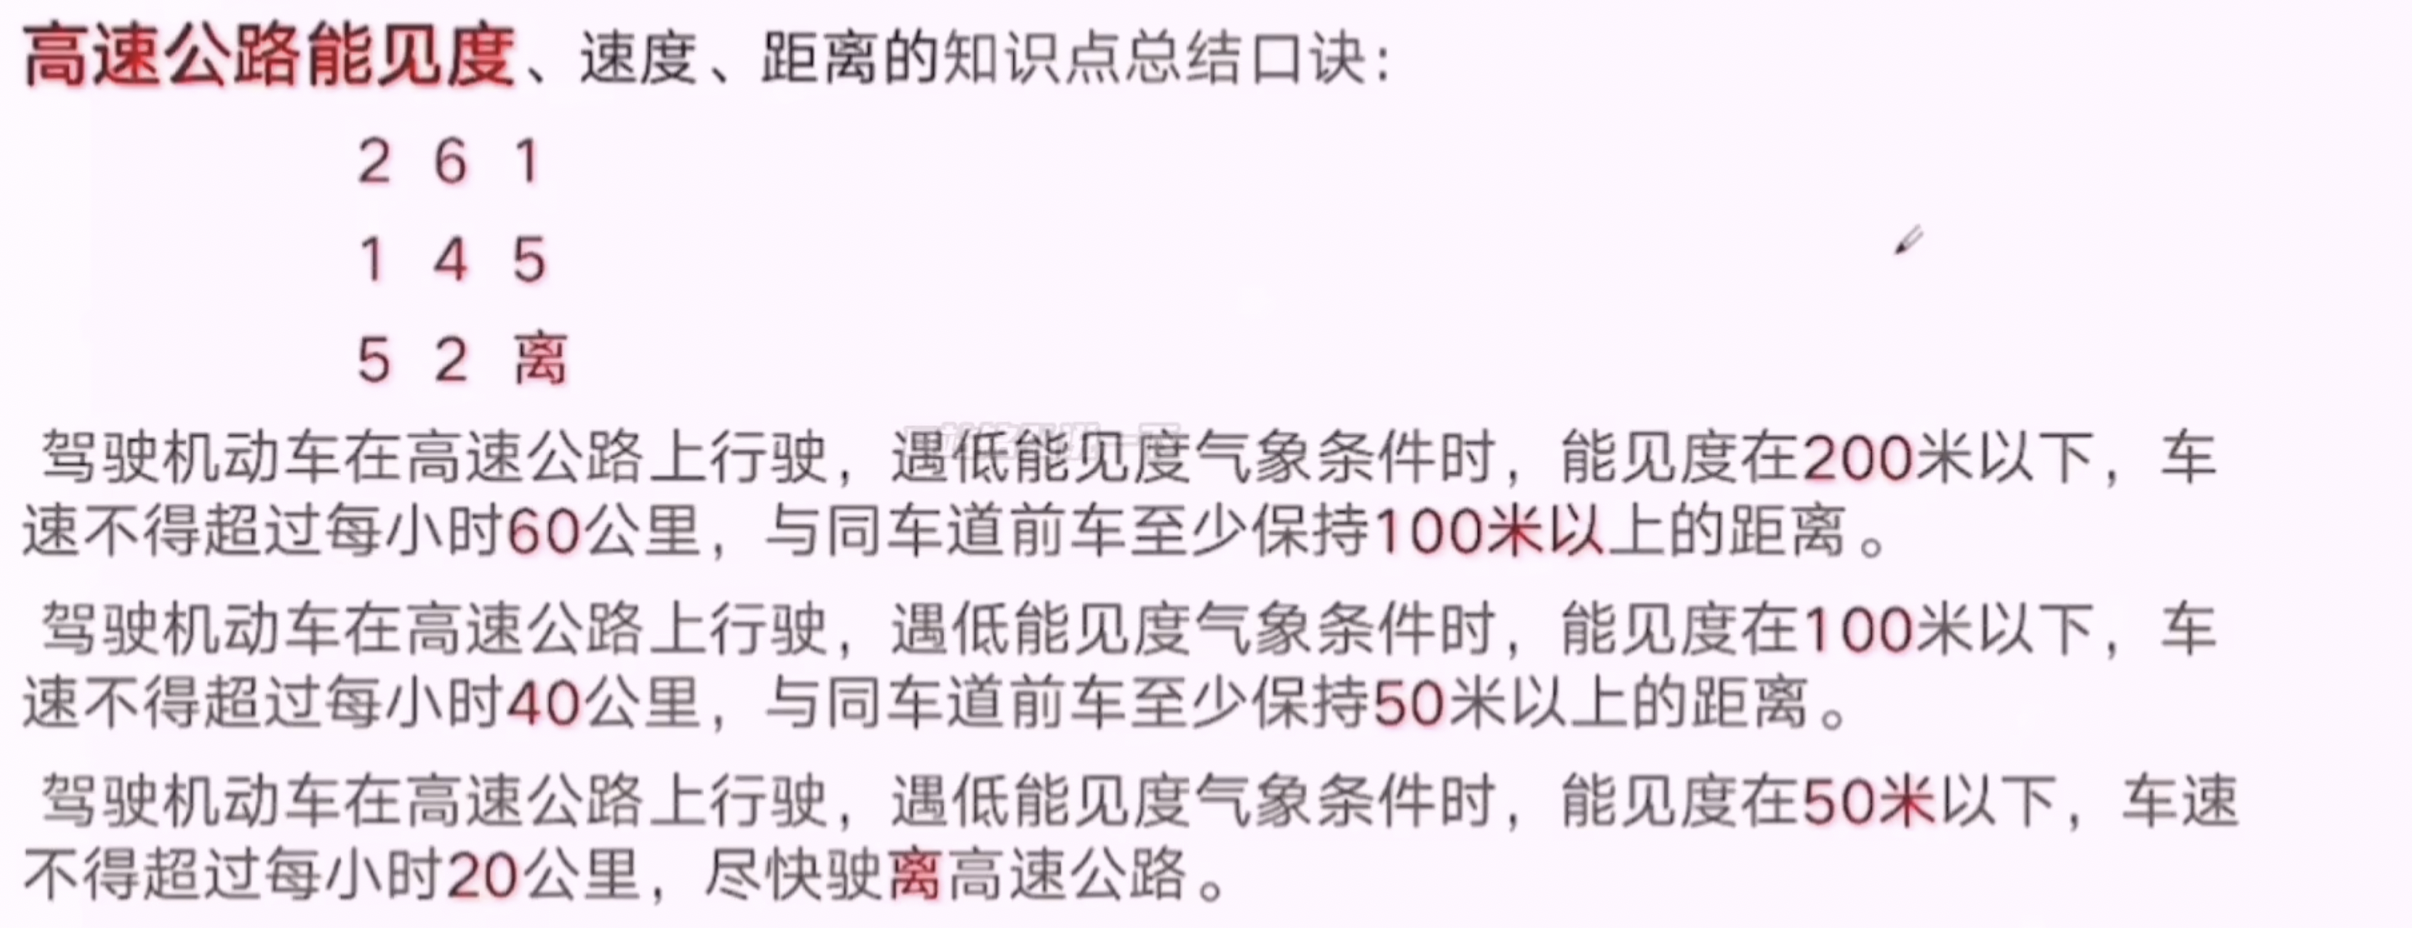 高速公路能见度、速度、距离的知识点总结口诀：
2 6 1
1 4 5
5 2 离
驾驶机动车在高速公路上行驶，遇低能见度气象条件时，能见度在200米以下，车
速不得超过每小时60公里，与同车道前车至少保持100米以上的距离。
驾驶机动车在高速公路上行驶，遇低能见度气象条件时，能见度在100米以下，车
速不得超过每小时40公里，与同车道前车至少保持50米以上的距离。
驾驶机动车在高速公路上行驶，遇低能见度气象条件时，能见度在50米以下，车速
不得超过每小时20公里，尽快驶离高速公路。